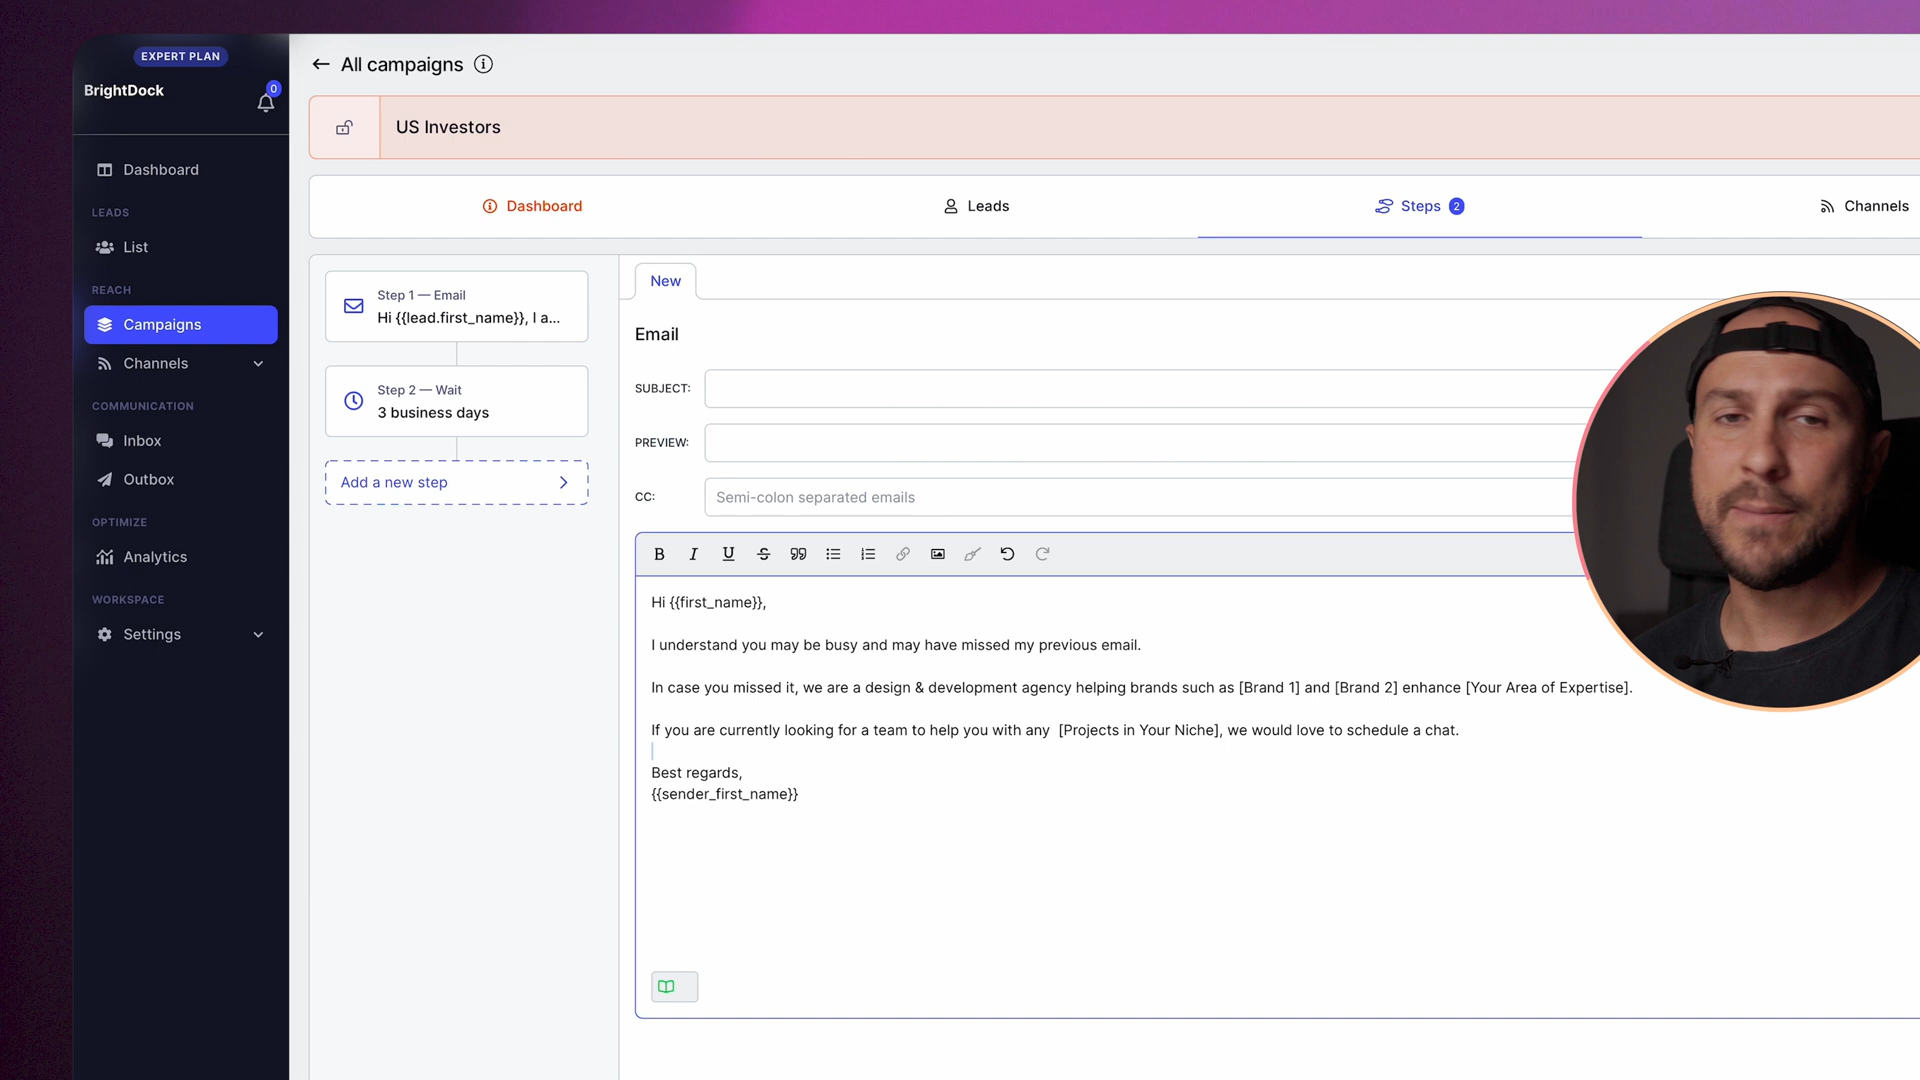 EXPERT PLAN
BrightDock
0
Dashboard
LEADS
List
REACH
Campaigns
Channels
COMMUNICATION
Inbox
Outbox
OPTIMIZE
Analytics
WORKSPACE
Settings
All campaigns
US Investors
Dashboard
Leads
Steps 2
Channels
Step 1 — Email
Hi {{lead.first_name}}, I a...
Step 2 — Wait
3 business days
Add a new step
New
Email
SUBJECT:
PREVIEW:
CC: Semi-colon separated emails
B I U S
Hi {{first_name}},
I understand you may be busy and may have missed my previous email.
In case you missed it, we are a design & development agency helping brands such as [Brand 1] and [Brand 2] enhance [Your Area of Expertise].
If you are currently looking for a team to help you with any  [Projects in Your Niche], we would love to schedule a chat.
Best regards,
{{sender_first_name}}